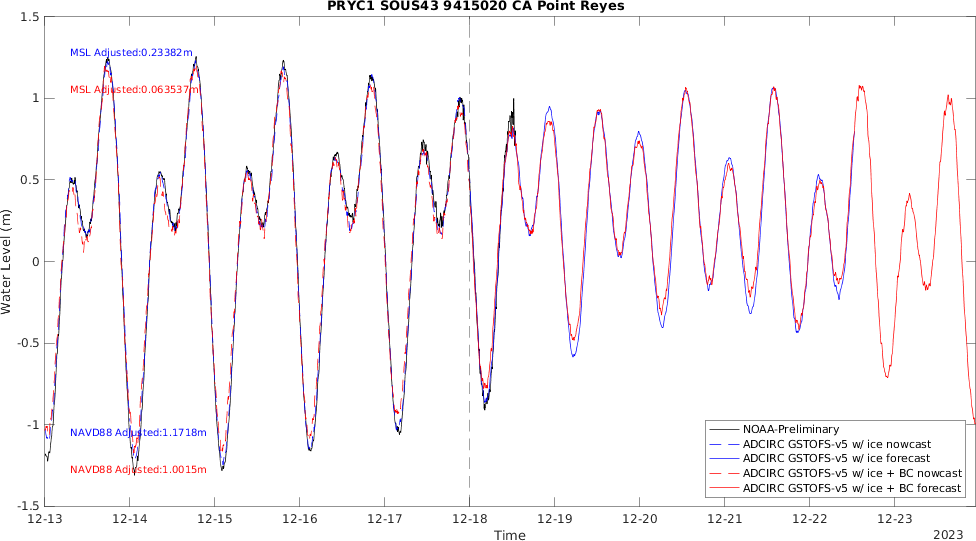 PRYC1 SOUS43 9415020 CA Point Reyes
1.5
1
0.5
0
-0.5
-1
-1.5
Water Level (m)
MSL Adjusted:0.23382m
MSL Adjusted:0.063537m
NAVD88 Adjusted:1.1718m
NAVD88 Adjusted:1.0015m
NOAA-Preliminary
ADCIRC GSTOFS-v5 w/ ice nowcast
ADCIRC GSTOFS-v5 w/ ice forecast
ADCIRC GSTOFS-v5 w/ ice + BC nowcast
ADCIRC GSTOFS-v5 w/ ice + BC forecast
12-13 12-14 12-15 12-16 12-17 12-18 12-19 12-20 12-21 12-22 12-23
Time
2023